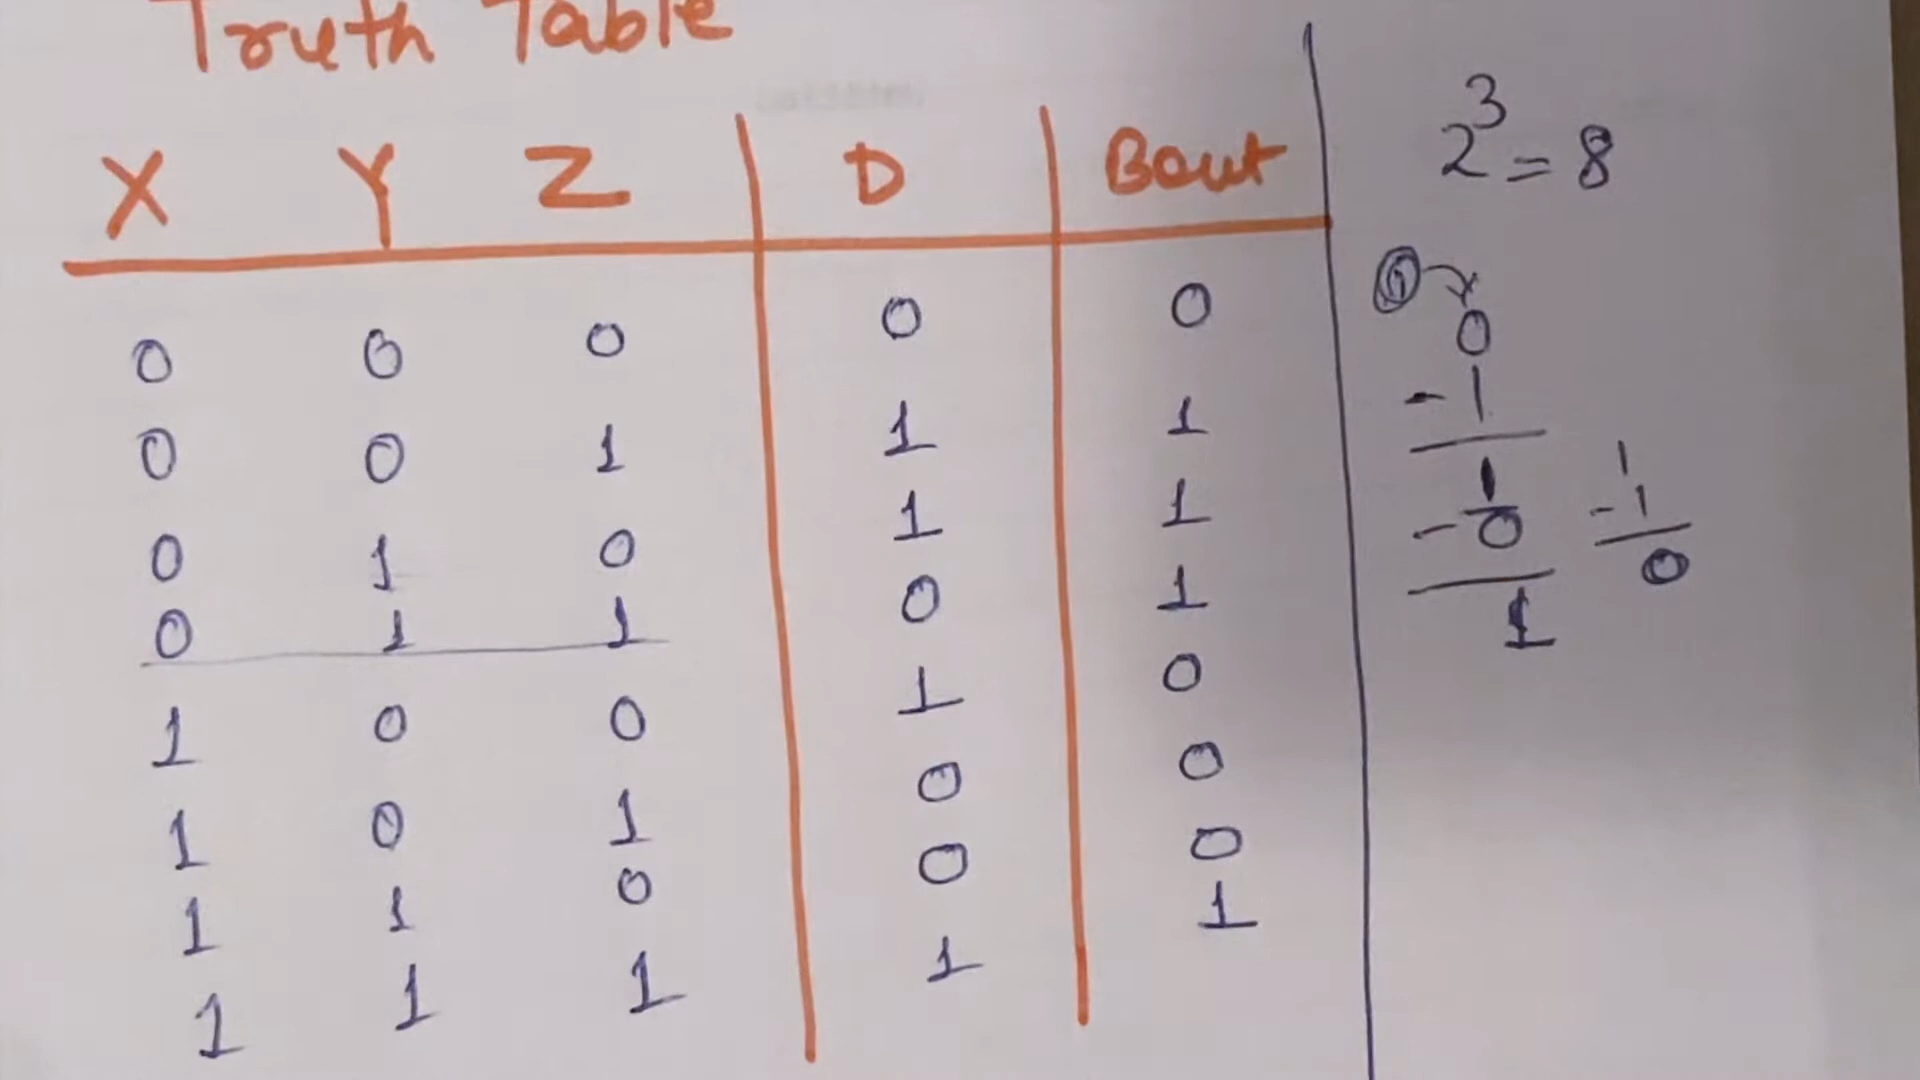 Truth Table
X Y Z D Bout
0 0 0 0 0
0 0 1 1 1
0 1 0 1 1
0 1 1 0 1
1 0 0 1 0
1 0 1 0 0
1 1 0 0 0
1 1 1 1 1
2³ = 8
0
- 1
1
- 0
1
1
- 1
0